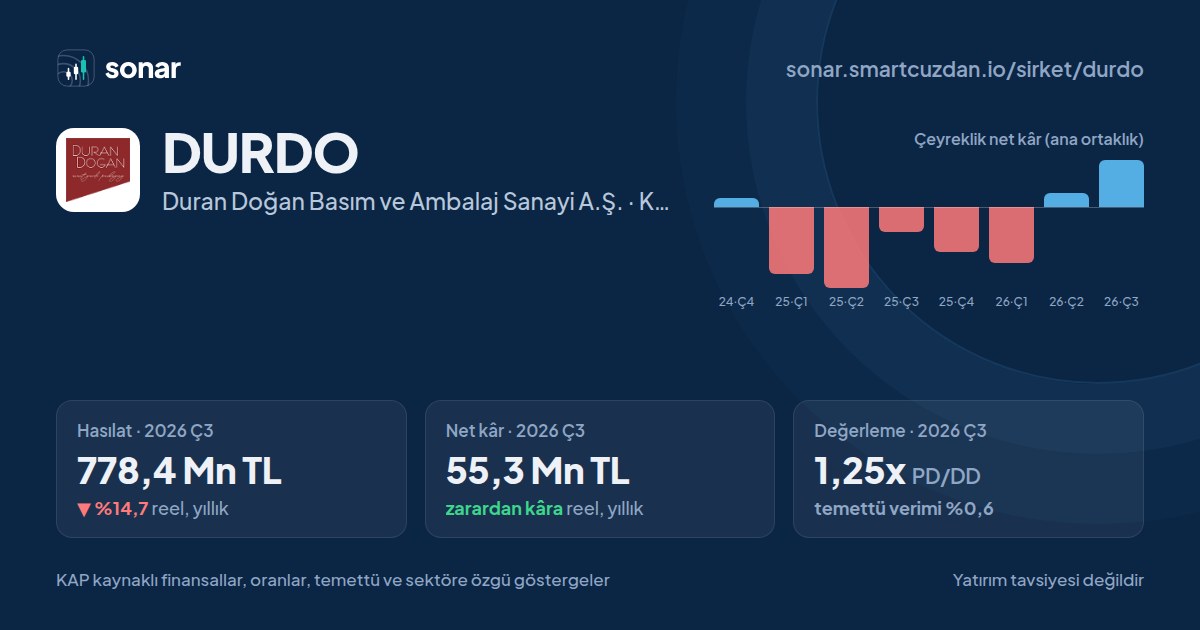 sonar
sonar.smartcuzdan.io/sirket/durdo
DURAN
DOGAN
DURDO
Duran Doğan Basım ve Ambalaj Sanayi A.Ş. · K...
Çeyreklik net kâr (ana ortaklık)
24·Ç4 25·Ç1 25·Ç2 25·Ç3 25·Ç4 26·Ç1 26·Ç2 26·Ç3
Hasılat · 2026 Ç3
778,4 Mn TL
▼ %14,7 reel, yıllık
Net kâr · 2026 Ç3
55,3 Mn TL
zarardan kâra reel, yıllık
Değerleme · 2026 Ç3
1,25x PD/DD
temettü verimi %0,6
KAP kaynaklı finansallar, oranlar, temettü ve sektöre özgü göstergeler
Yatırım tavsiyesi değildir